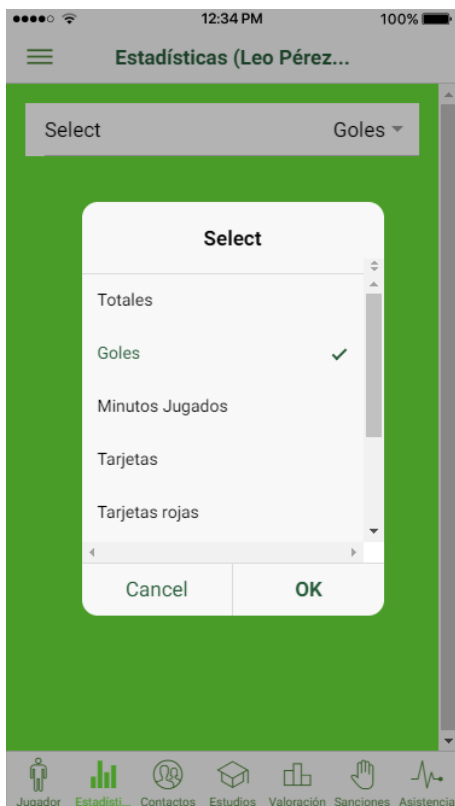 12:34 PM 100%
Estadísticas (Leo Pérez...
Select Goles
Select
Totales
Goles
Minutos Jugados
Tarjetas
Tarjetas rojas
Cancel OK
Jugador Estadísti... Contactos Estudios Valoración Sanciones Asistencia